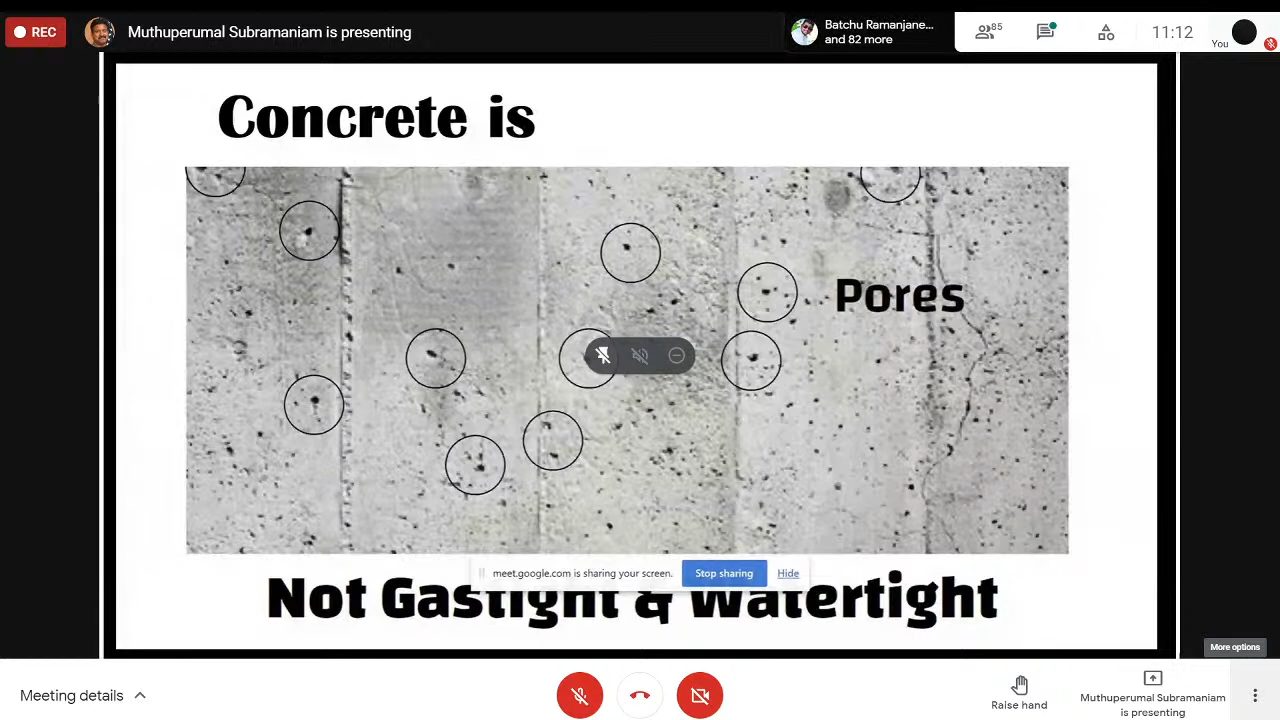 REC
Muthuperumal Subramaniam is presenting
Batchu Ramanjane...
and 82 more
85
11:12
You
Concrete is
Pores
meet.google.com is sharing your screen.
Stop sharing
Hide
Not Gastight & Watertight
More options
Meeting details
Raise hand
Muthuperumal Subramaniam
is presenting